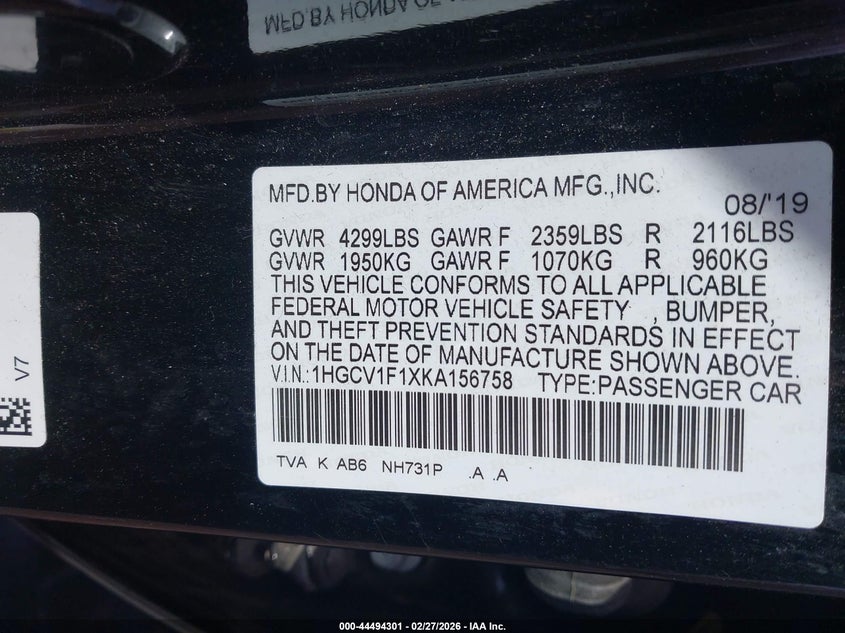 MFD.BY HONDA OF
MFD.BY HONDA OF AMERICA MFG.,INC.
08/'19
GVWR 4299LBS GAWR F 2359LBS R 2116LBS
GVWR 1950KG GAWR F 1070KG R 960KG
THIS VEHICLE CONFORMS TO ALL APPLICABLE
FEDERAL MOTOR VEHICLE SAFETY , BUMPER,
AND THEFT PREVENTION STANDARDS IN EFFECT
ON THE DATE OF MANUFACTURE SHOWN ABOVE.
V.I.N.:1HGCV1F1XKA156758 TYPE:PASSENGER CAR
TVA K AB6 NH731P .A .A
V7
000-44494301 — 02/27/2026 — IAA Inc.